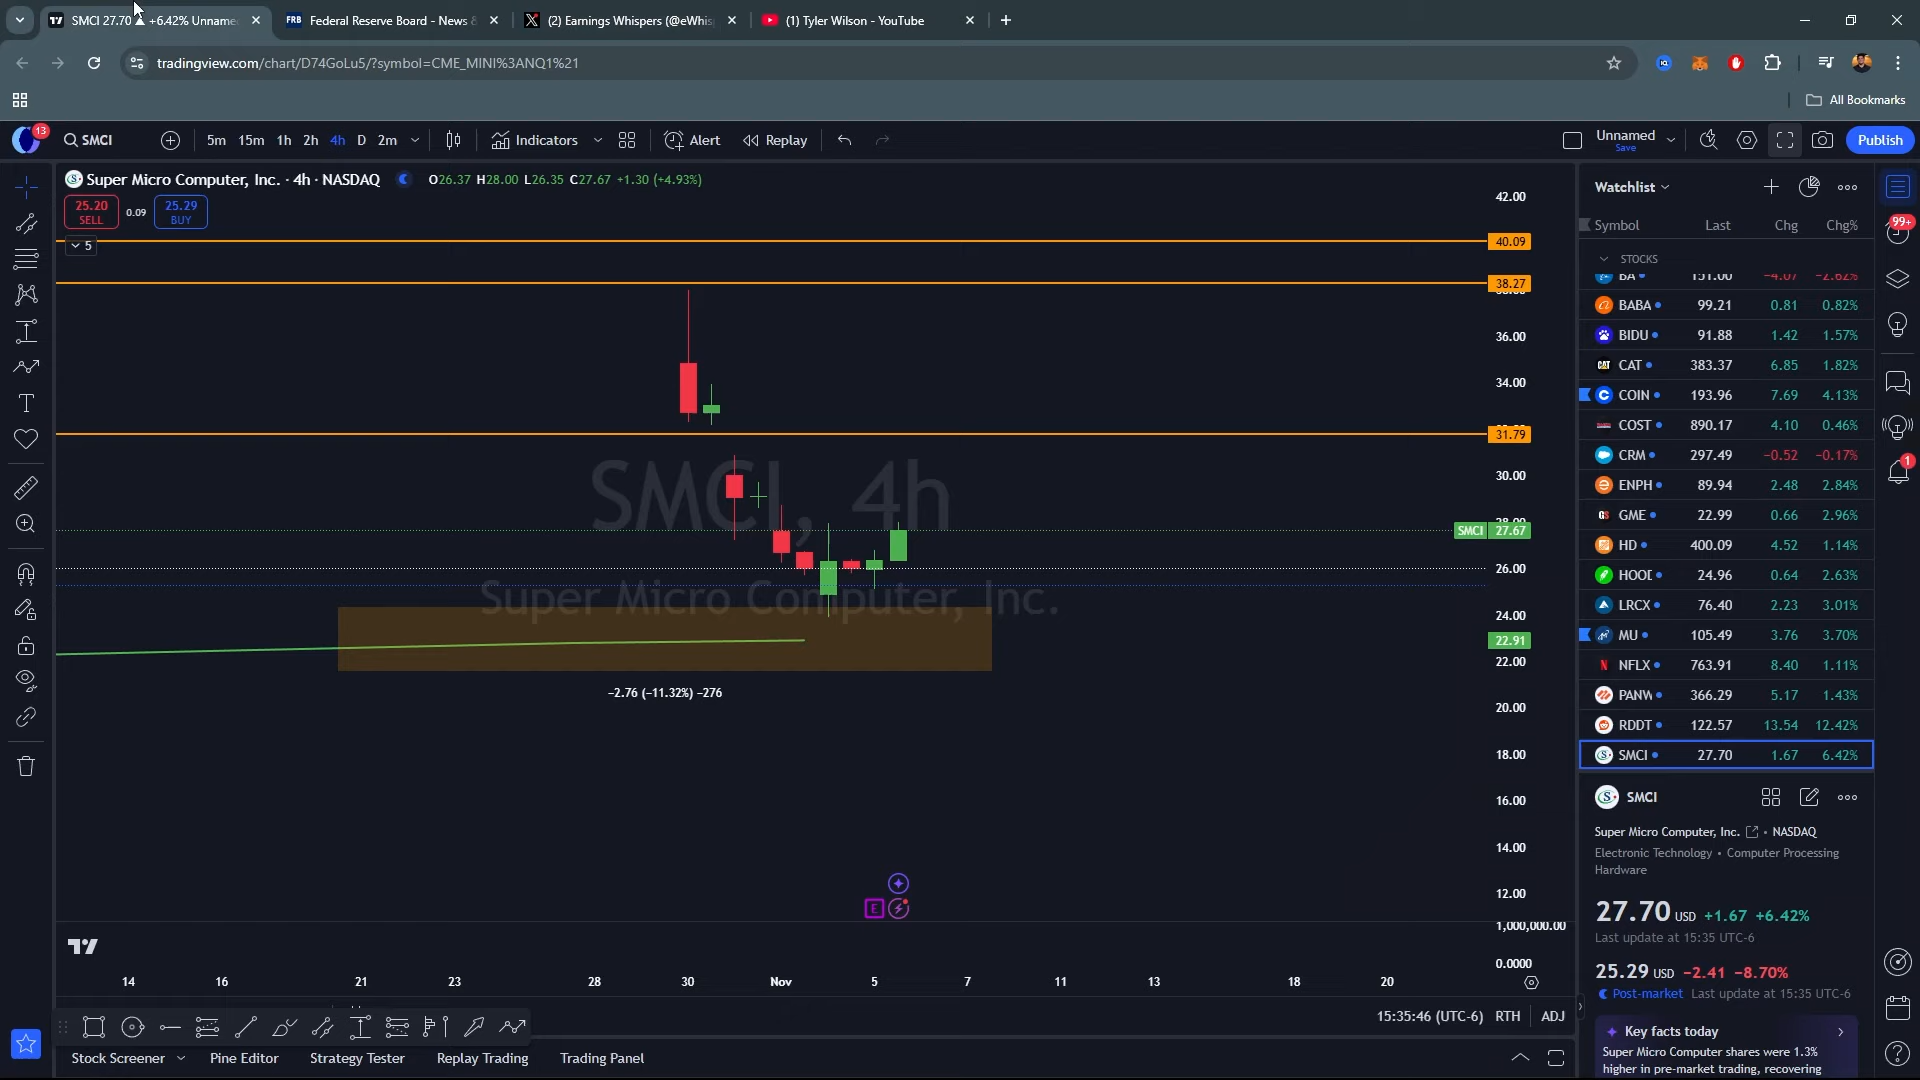 SMCI 27.70 ▲ +6.42% Unname
Federal Reserve Board - News &
(2) Earnings Whispers (@eWhis
(1) Tyler Wilson - YouTube
tradingview.com/chart/D74GoLu5/?symbol=CME_MINI%3ANQ1%21
All Bookmarks
13
SMCI
5m 15m 1h 2h 4h D 2m
Indicators
Alert
Replay
Unnamed
Save
Publish
Super Micro Computer, Inc. · 4h · NASDAQ
O26.37 H28.00 L26.35 C27.67 +1.30 (+4.93%)
25.20
SELL
0.09
25.29
BUY
5
42.00
40.09
38.27
36.00
34.00
31.79
30.00
SMCI 27.67
26.00
24.00
22.91
22.00
20.00
18.00
16.00
14.00
12.00
1,000,000.00
0.0000
SMCI, 4h
Super Micro Computer, Inc.
−2.76 (−11.32%) −276
E
14 16 21 23 28 30 Nov 5 7 11 13 18 20
15:35:46 (UTC-6) RTH ADJ
Stock Screener
Pine Editor
Strategy Tester
Replay Trading
Trading Panel
Watchlist
Symbol Last Chg Chg%
STOCKS
BA 151.00 −4.07 −2.62%
BABA 99.21 0.81 0.82%
BIDU 91.88 1.42 1.57%
CAT 383.37 6.85 1.82%
COIN 193.96 7.69 4.13%
COST 890.17 4.10 0.46%
CRM 297.49 −0.52 −0.17%
ENPH 89.94 2.48 2.84%
GME 22.99 0.66 2.96%
HD 400.09 4.52 1.14%
HOOD 24.96 0.64 2.63%
LRCX 76.40 2.23 3.01%
MU 105.49 3.76 3.70%
NFLX 763.91 8.40 1.11%
PANW 366.29 5.17 1.43%
RDDT 122.57 13.54 12.42%
SMCI 27.70 1.67 6.42%
SMCI
Super Micro Computer, Inc. • NASDAQ
Electronic Technology • Computer Processing
Hardware
27.70 USD +1.67 +6.42%
Last update at 15:35 UTC-6
25.29 USD −2.41 −8.70%
Post-market Last update at 15:35 UTC-6
Key facts today
Super Micro Computer shares were 1.3%
higher in pre-market trading, recovering
99+
1